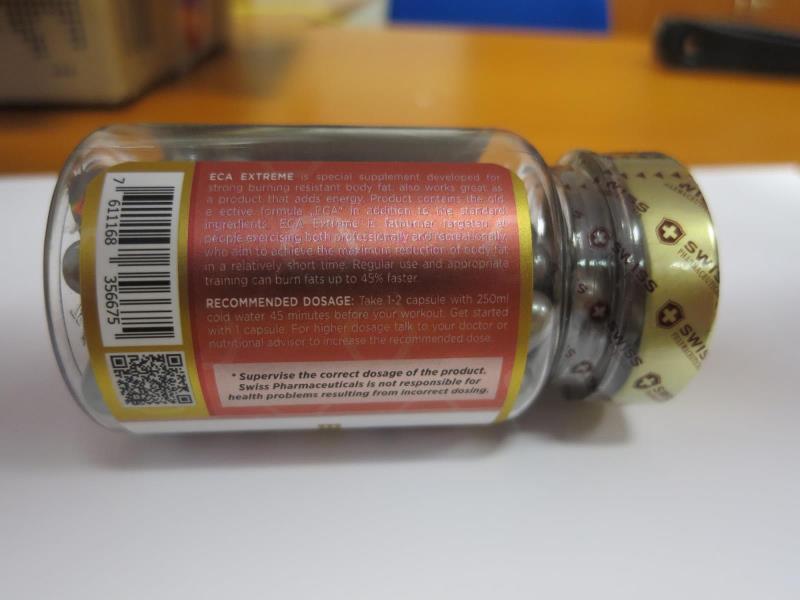 ECA EXTREME is special supplement developed for
strong burning resistant body fat, also works great as
a product that adds energy. Product contains the old
e ective formula „ECA" in addition to the standard
ingredients. ECA Extreme is fatburner targeted at
people exercising both professionally and recreationally,
who aim to achieve the maximum reduction of body fat
in a relatively short time. Regular use and appropriate
training can burn fats up to 45% faster.
RECOMMENDED DOSAGE: Take 1-2 capsule with 250ml
cold water 45 minutes before your workout. Get started
with 1 capsule. For higher dosage talk to your doctor or
nutritional advisor to increase the recommended dose.
* Supervise the correct dosage of the product.
Swiss Pharmaceuticals is not responsible for
health problems resulting from incorrect dosing.
7 611168 356675
SWISS
SWISS
SWISS
SWISS
SWISS